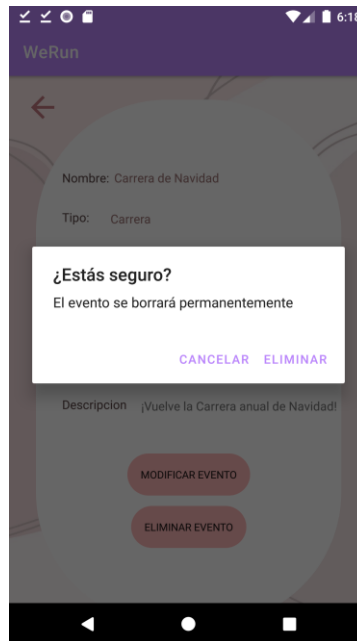 6:18
WeRun
Nombre: Carrera de Navidad
Tipo: Carrera
¿Estás seguro?
El evento se borrará permanentemente
CANCELAR ELIMINAR
Descripcion ¡Vuelve la Carrera anual de Navidad!
MODIFICAR EVENTO
ELIMINAR EVENTO